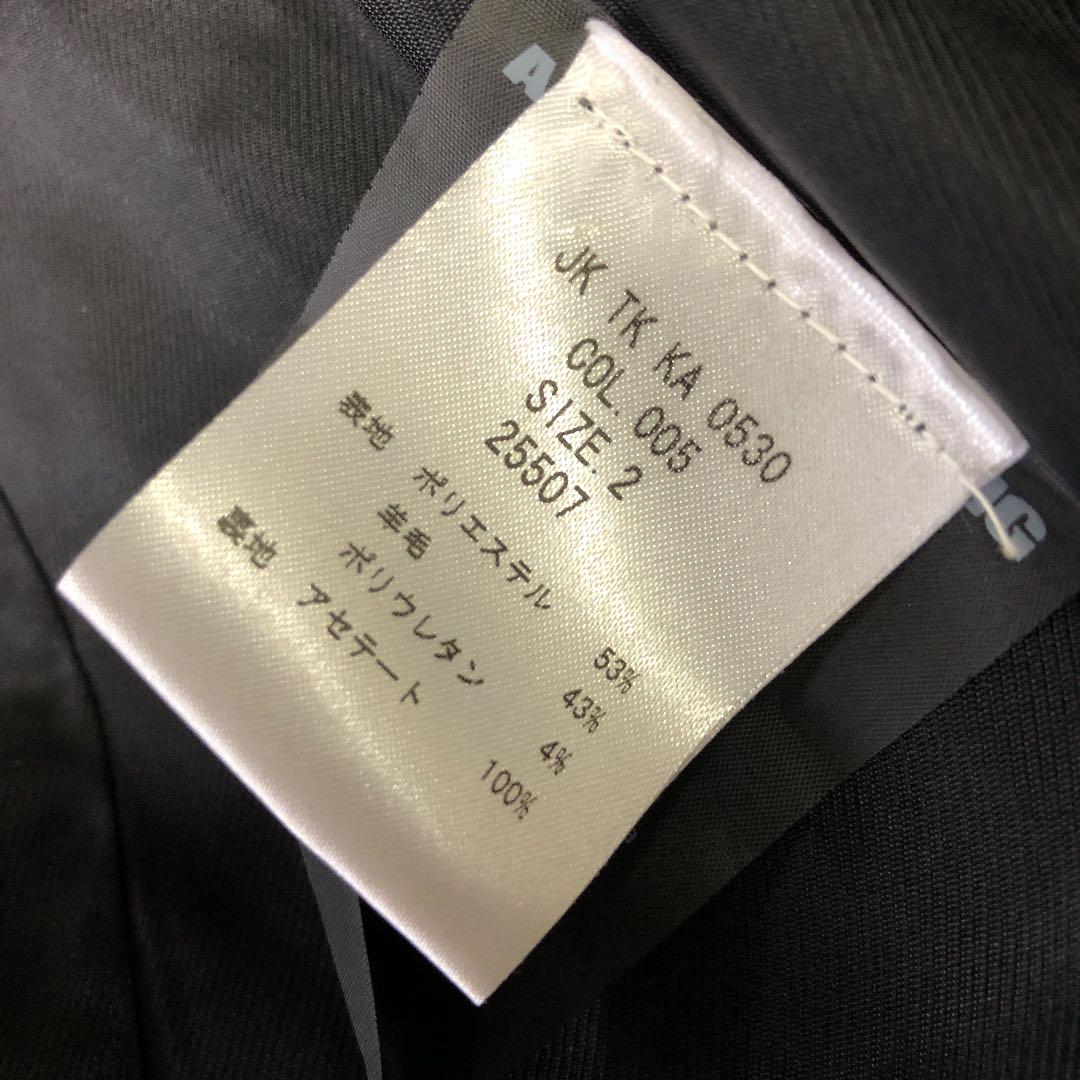 JK TK KA 0530
COL. 005
SIZE. 2
25507
表地 ポリエステル 53%
羊毛 43%
ポリウレタン 4%
裏地 アセテート 100%